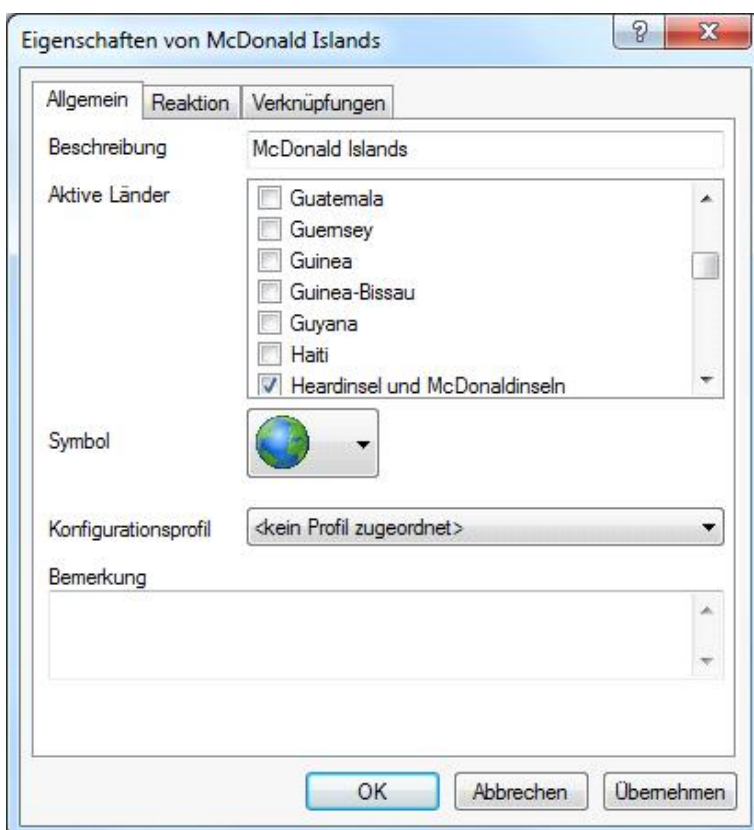 Eigenschaften von McDonald Islands
Allgemein Reaktion Verknüpfungen
Beschreibung McDonald Islands
Aktive Länder
Guatemala
Guernsey
Guinea
Guinea-Bissau
Guyana
Haiti
Heardinsel und McDonaldinseln
Symbol
Konfigurationsprofil <kein Profil zugeordnet>
Bemerkung
OK Abbrechen Übernehmen